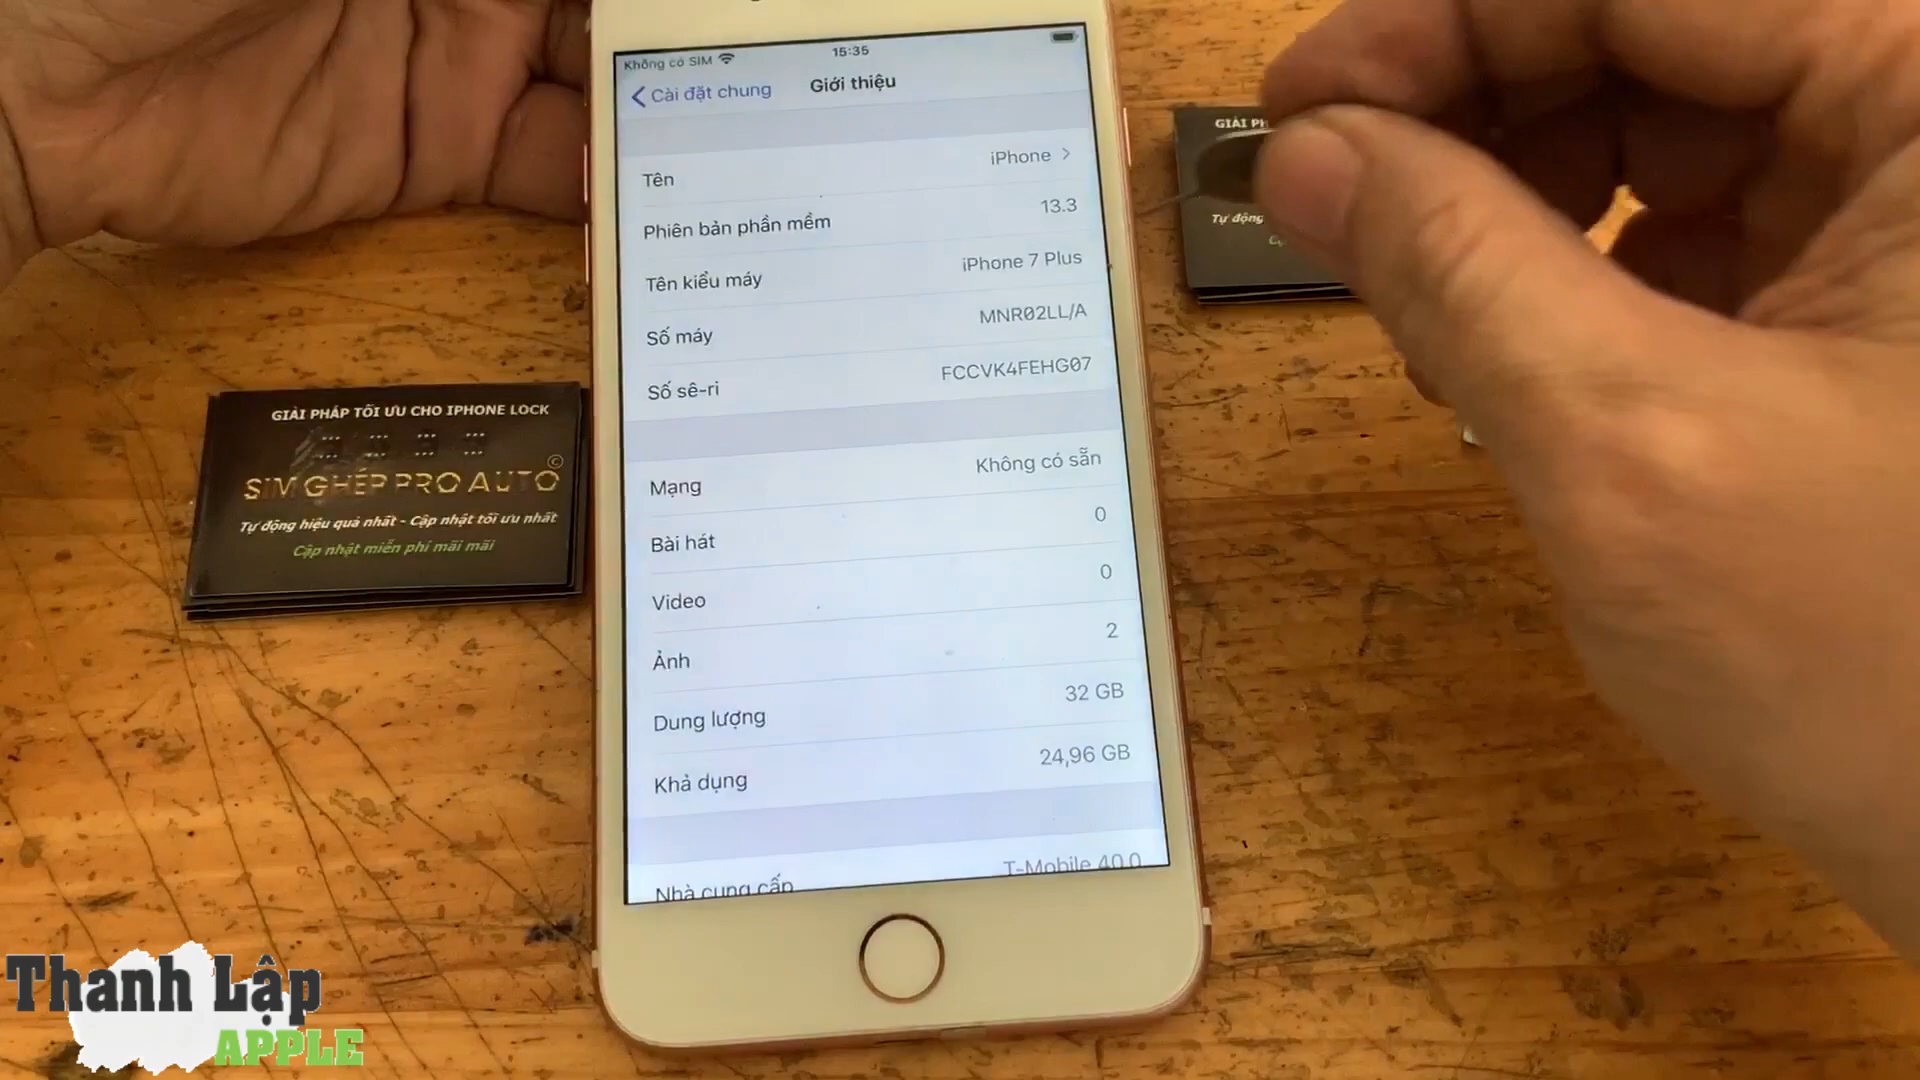 Không có SIM
15:35
Cài đặt chung
Giới thiệu
Tên
iPhone
Phiên bản phần mềm
13.3
Tên kiểu máy
iPhone 7 Plus
Số máy
MNR02LL/A
Số sê-ri
FCCVK4FEHG07
Mạng
Không có sẵn
Bài hát
0
Video
0
Ảnh
2
Dung lượng
32 GB
Khả dụng
24,96 GB
Nhà cung cấp
T-Mobile 40.0
GIẢI PHÁP TỐI ƯU CHO IPHONE LOCK
SIM GHÉP PRO AUTO ©
Tự động hiệu quả nhất - Cập nhật tối ưu nhất
Cập nhật miễn phí mãi mãi
GIẢI PH
Tự động
Thanh Lập
APPLE